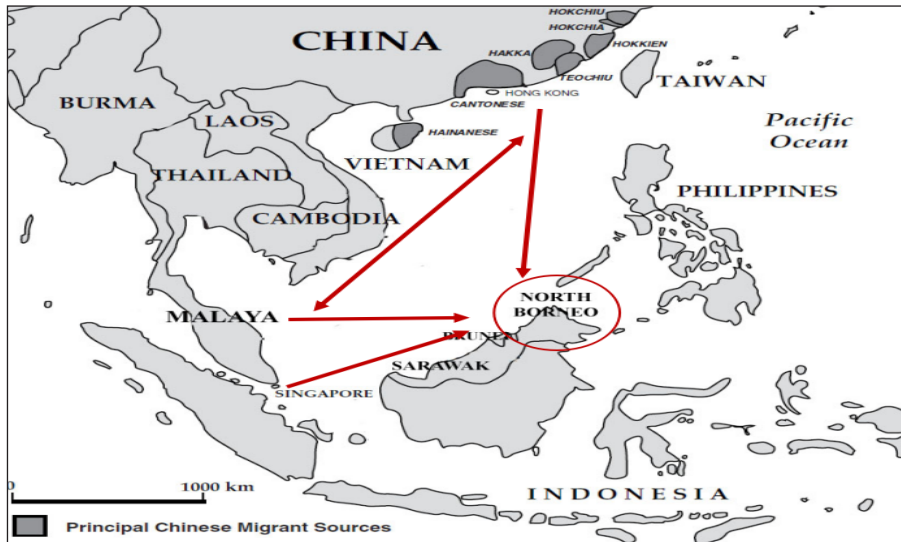 HOKCHIU
HOKCHIA
CHINA
HAKKA
HOKKIEN
TEOCHIU
TAIWAN
BURMA
HONG KONG
CANTONESE
LAOS
HAINANESE
Pacific
Ocean
VIETNAM
THAILAND
PHILIPPINES
CAMBODIA
NORTH
BORNEO
MALAYA
BRUNEI
SARAWAK
SINGAPORE
0 1000 km
INDONESIA
Principal Chinese Migrant Sources